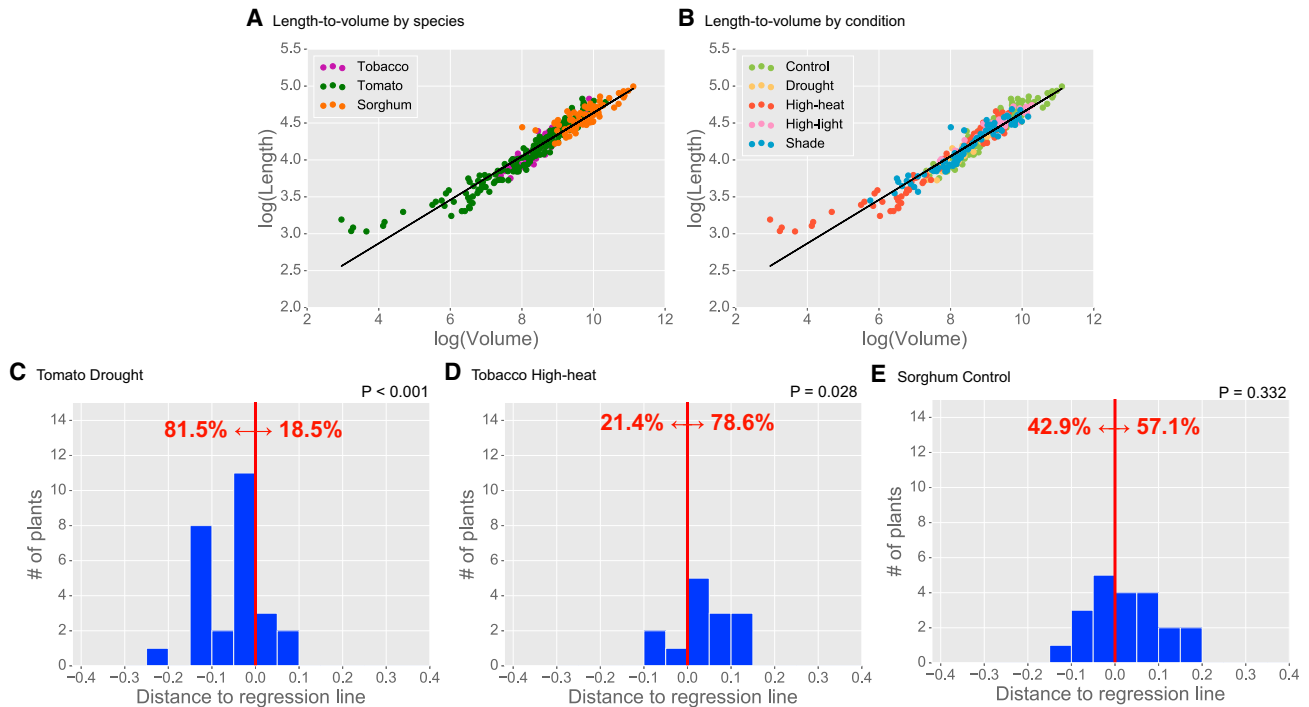 A Length-to-volume by species
5.5
5.0
4.5
4.0
3.5
3.0
2.5
2.0
log(Length)
Tobacco
Tomato
Sorghum
2 4 6 8 10 12
log(Volume)
B Length-to-volume by condition
5.5
5.0
4.5
4.0
3.5
3.0
2.5
2.0
log(Length)
Control
Drought
High-heat
High-light
Shade
2 4 6 8 10 12
log(Volume)
C Tomato Drought
P < 0.001
81.5% ↔ 18.5%
14
12
10
8
6
4
2
0
# of plants
−0.4 −0.3 −0.2 −0.1 0.0 0.1 0.2 0.3 0.4
Distance to regression line
D Tobacco High-heat
P = 0.028
21.4% ↔ 78.6%
14
12
10
8
6
4
2
0
# of plants
−0.4 −0.3 −0.2 −0.1 0.0 0.1 0.2 0.3 0.4
Distance to regression line
E Sorghum Control
P = 0.332
42.9% ↔ 57.1%
14
12
10
8
6
4
2
0
# of plants
−0.4 −0.3 −0.2 −0.1 0.0 0.1 0.2 0.3 0.4
Distance to regression line